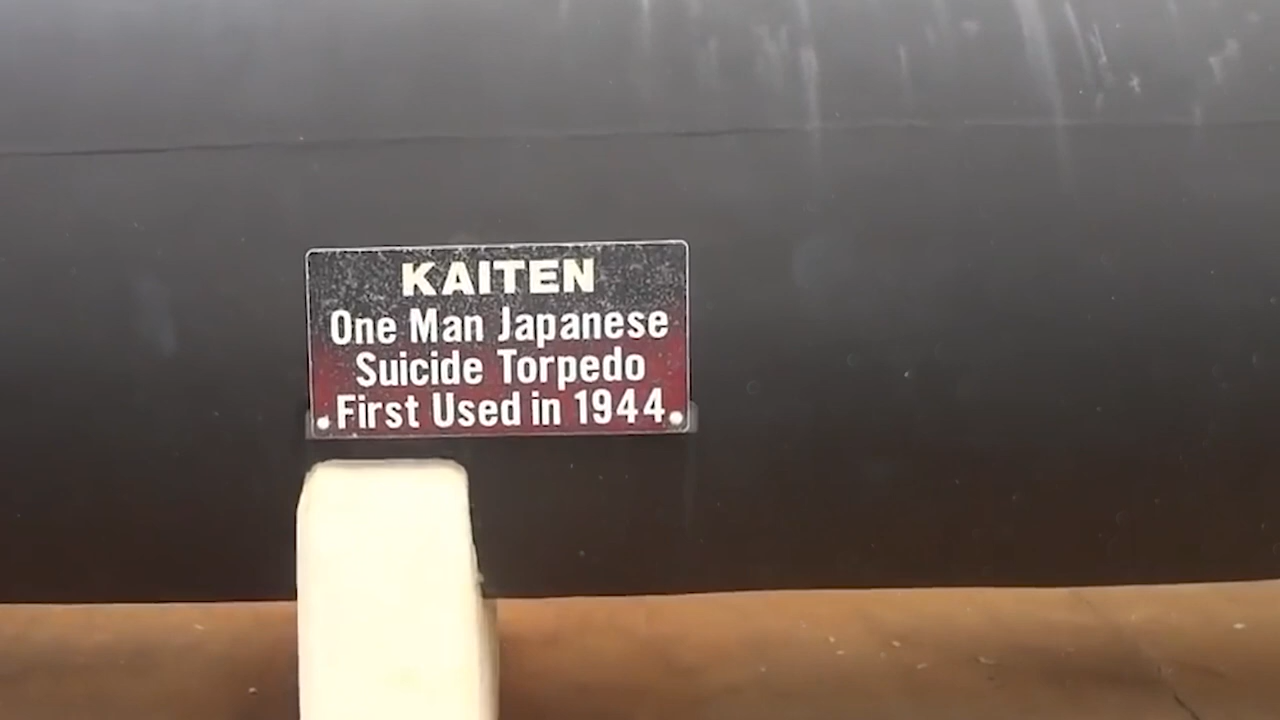 KAITEN
One Man Japanese
Suicide Torpedo
First Used in 1944.